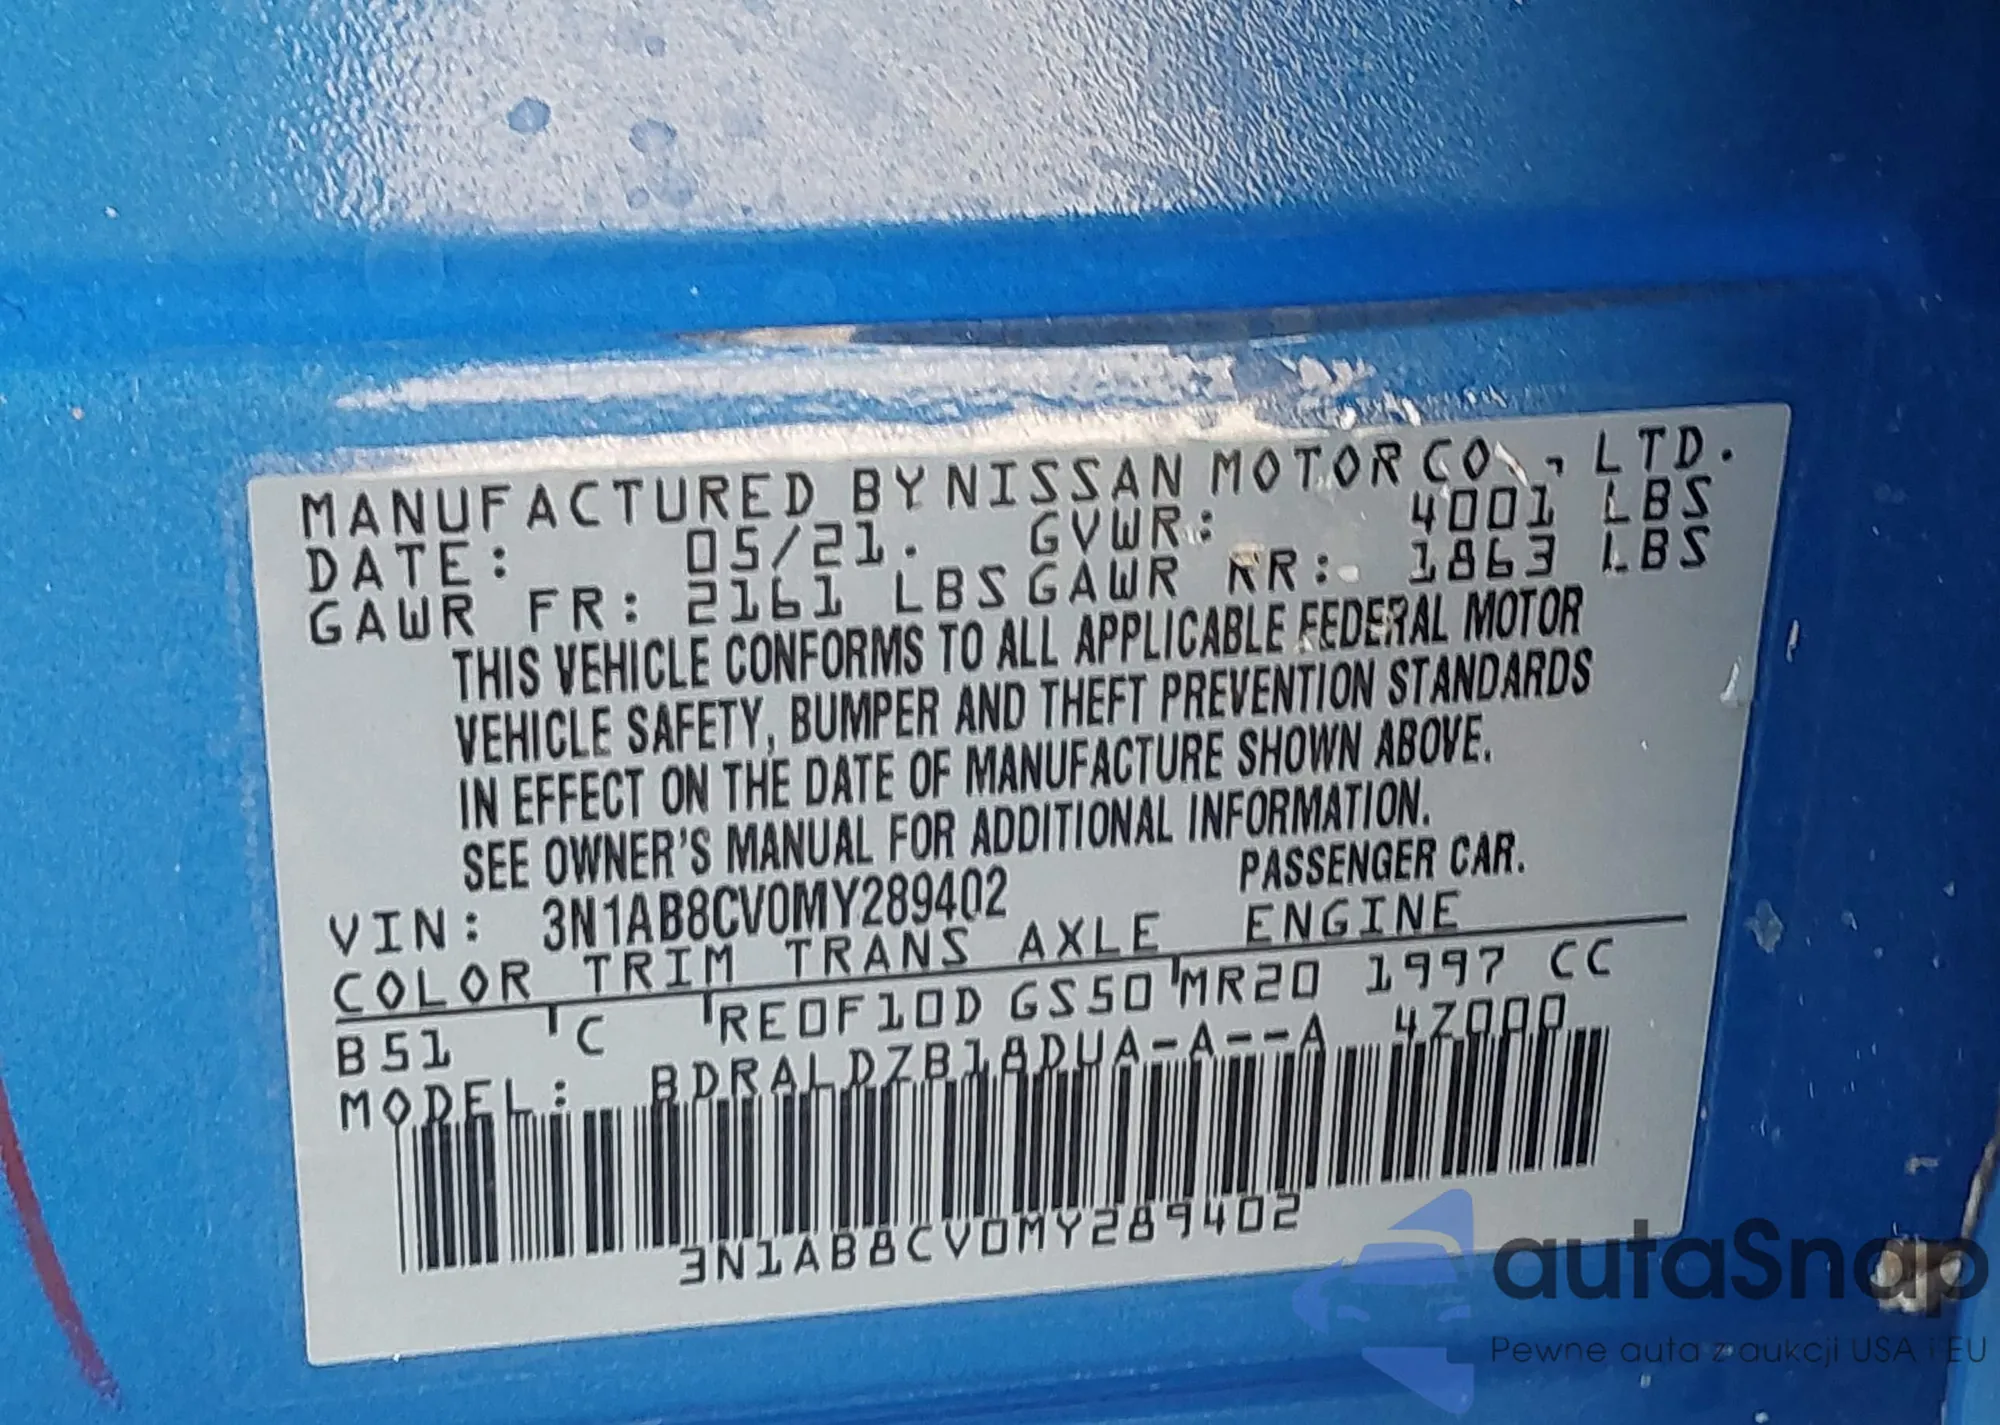 MANUFACTURED BY NISSAN MOTOR CO., LTD.
DATE: 05/21. GVWR: 4001 LBS
GAWR FR: 2161 LBS GAWR RR: 1863 LBS
THIS VEHICLE CONFORMS TO ALL APPLICABLE FEDERAL MOTOR
VEHICLE SAFETY, BUMPER AND THEFT PREVENTION STANDARDS
IN EFFECT ON THE DATE OF MANUFACTURE SHOWN ABOVE.
SEE OWNER'S MANUAL FOR ADDITIONAL INFORMATION.
VIN: 3N1AB8CV0MY289402 PASSENGER CAR.
COLOR TRIM TRANS AXLE ENGINE
B51 C RE0F10D GS50 MR20 1997 CC
MODEL: BDRALDZB18DUA-A--A 4Z000
3N1AB8CV0MY289402
autaSnap
Pewne auta z aukcji USA i EU